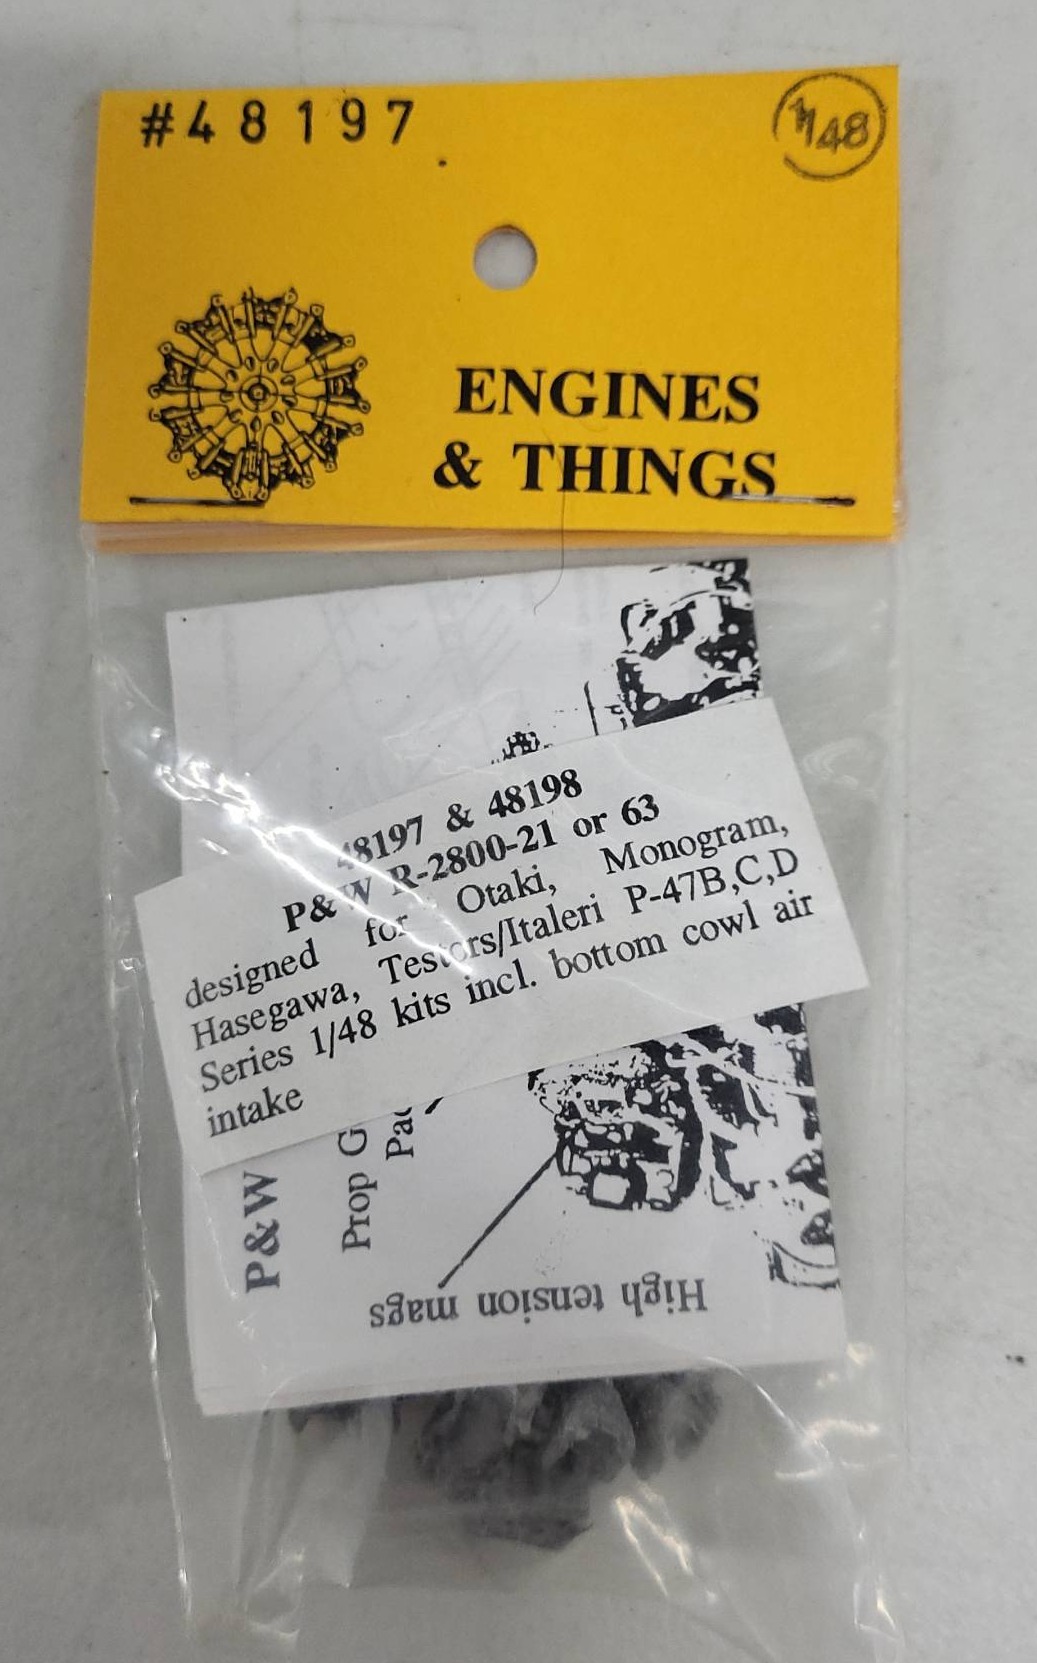 #48197
1/48
ENGINES
& THINGS
48197 & 48198
P&W R-2800-21 or 63
designed for Otaki, Monogram,
Hasegawa, Testors/Italeri P-47B,C,D
Series 1/48 kits incl. bottom cowl air
intake
P&W
Prop G
Pac
High tension mags